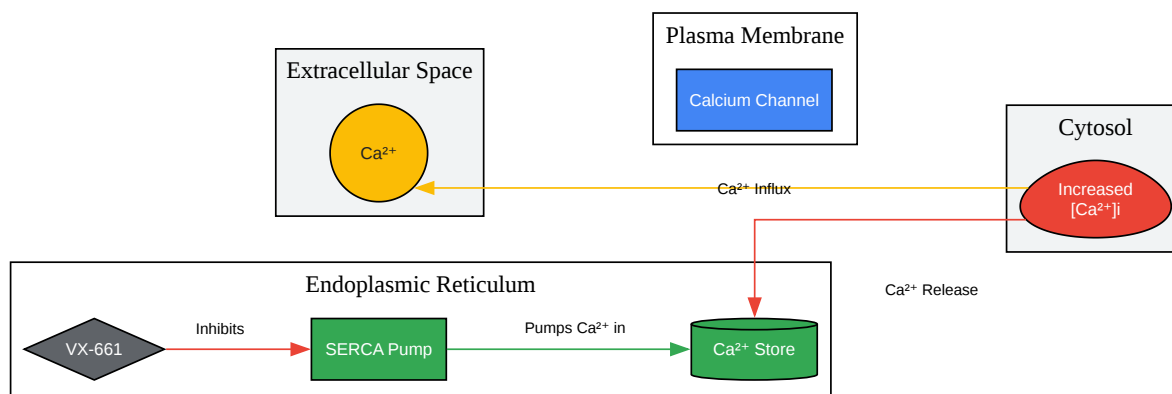 Plasma Membrane
Calcium Channel
Extracellular Space
Ca²⁺
Cytosol
Increased
[Ca²⁺]i
Ca²⁺ Influx
Ca²⁺ Release
Endoplasmic Reticulum
VX-661
Inhibits
SERCA Pump
Pumps Ca²⁺ in
Ca²⁺ Store